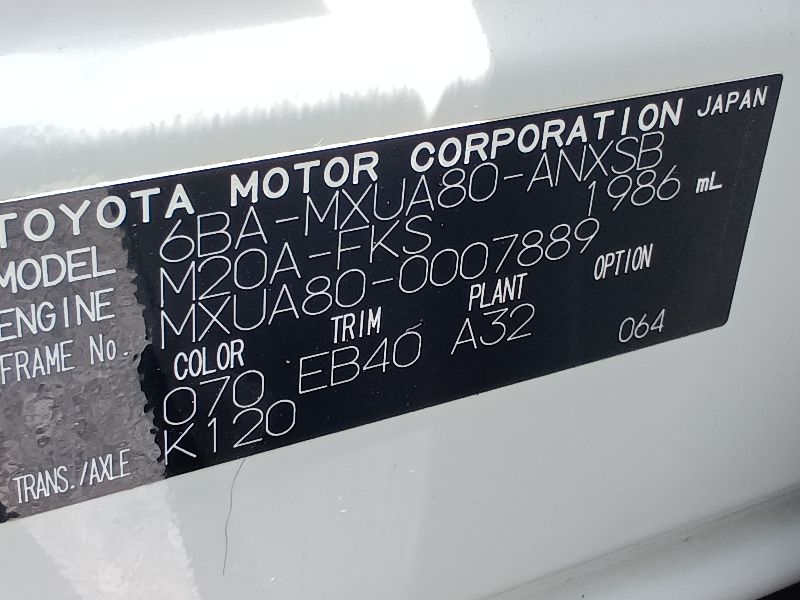 TOYOTA MOTOR CORPORATION JAPAN
MODEL 6BA-MXUA80-ANXSB
ENGINE M20A-FKS 1986 mL
FRAME No. MXUA80-0007889
COLOR TRIM PLANT OPTION
070 EB40 A32 064
TRANS./AXLE K120